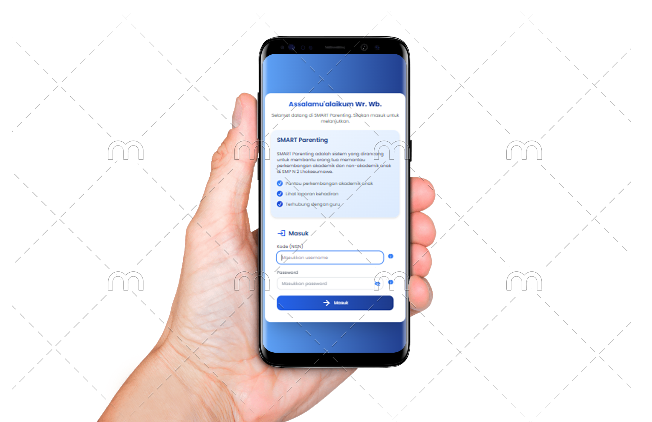 Assalamu'alaikum Wr. Wb.
Selamat datang di SMART Parenting. Silakan masuk untuk
melanjutkan.
SMART Parenting
SMART Parenting adalah sistem yang dirancang
untuk membantu orang tua memantau
perkembangan akademik dan non-akademik anak
di SMP N 2 Lhokseumawe.
Pantau perkembangan akademik anak
Lihat laporan kehadiran
Terhubung dengan guru
Masuk
Kode (NISN)
Masukkan username
Password
Masukkan password
Masuk